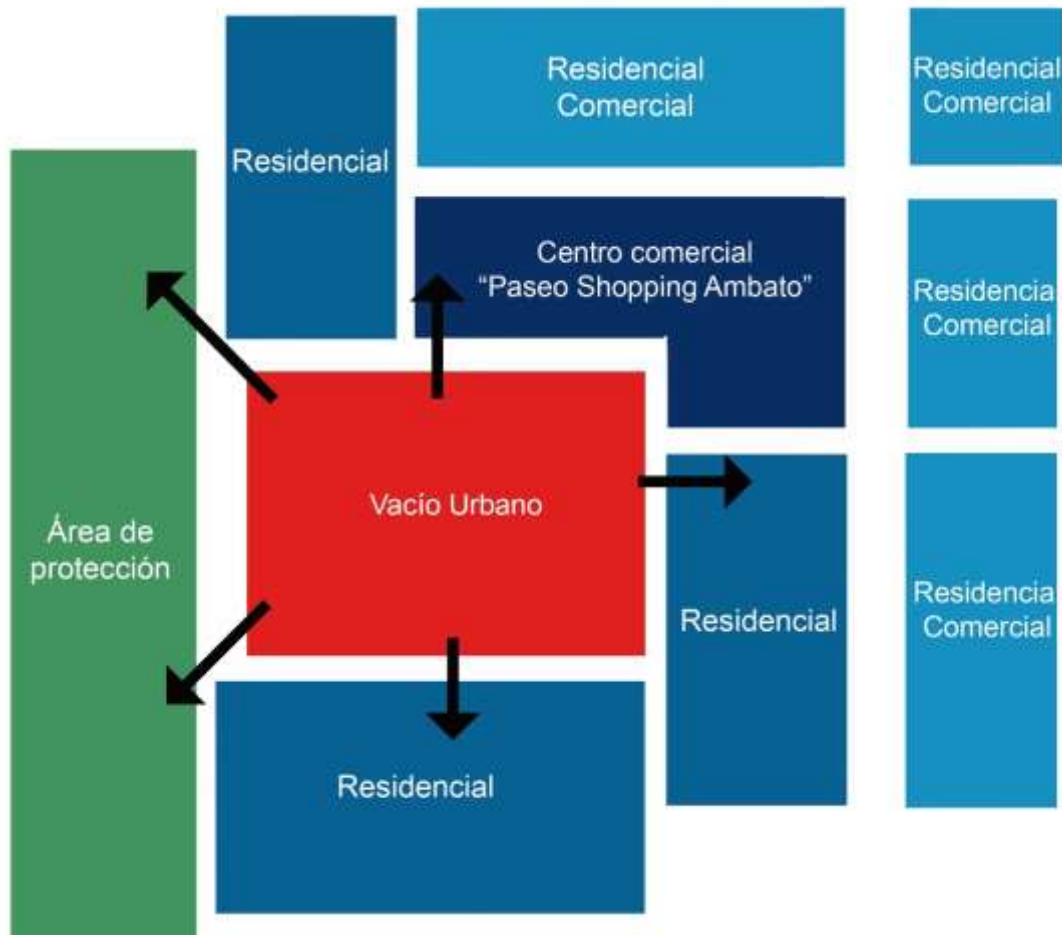 Residencial
Comercial
Residencial
Comercial
Residencial
Centro comercial
“Paseo Shopping Ambato”
Residencia
Comercial
Vacío Urbano
Área de
protección
Residencial
Residencia
Comercial
Residencial